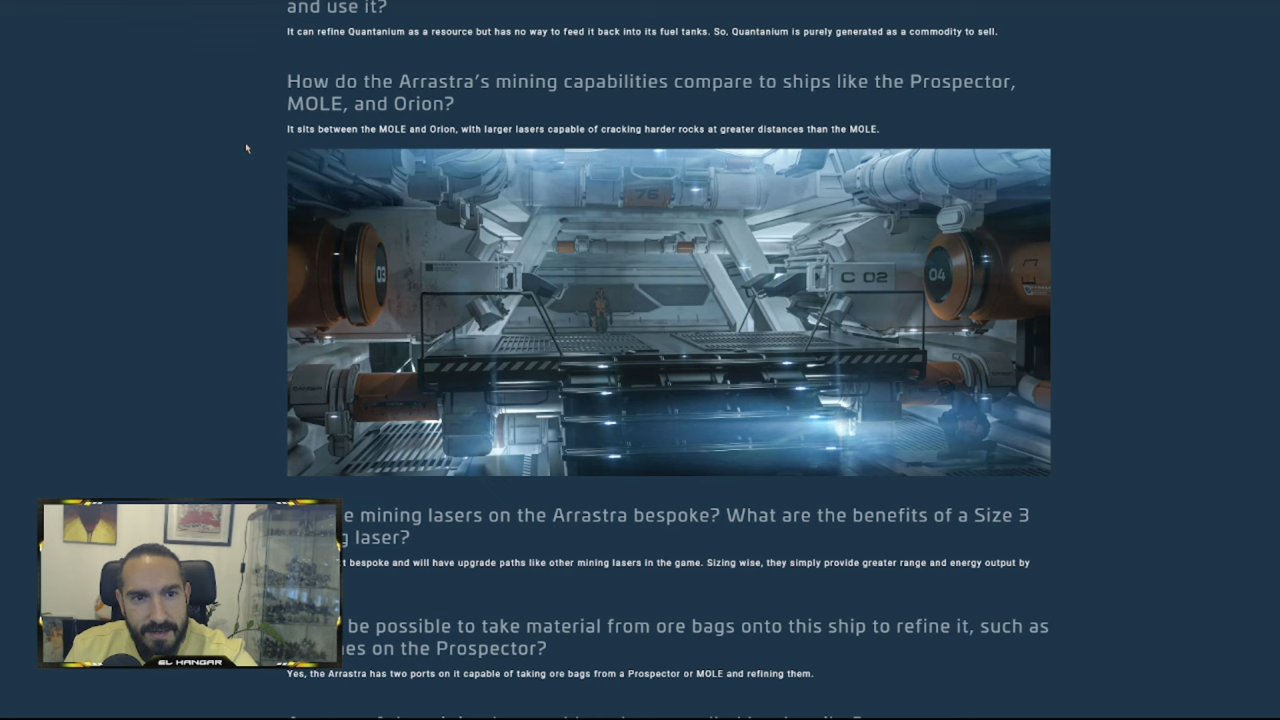 and use it?
It can refine Quantanium as a resource but has no way to feed it back into its fuel tanks. So, Quantanium is purely generated as a commodity to sell.
How do the Arrastra's mining capabilities compare to ships like the Prospector,
MOLE, and Orion?
It sits between the MOLE and Orion, with larger lasers capable of cracking harder rocks at greater distances than the MOLE.
75
03
C 02
04
mining lasers on the Arrastra bespoke? What are the benefits of a Size 3
laser?
bespoke and will have upgrade paths like other mining lasers in the game. Sizing wise, they simply provide greater range and energy output by
be possible to take material from ore bags onto this ship to refine it, such as
on the Prospector?
Yes, the Arrastra has two ports on it capable of taking ore bags from a Prospector or MOLE and refining them.
EL HANGAR